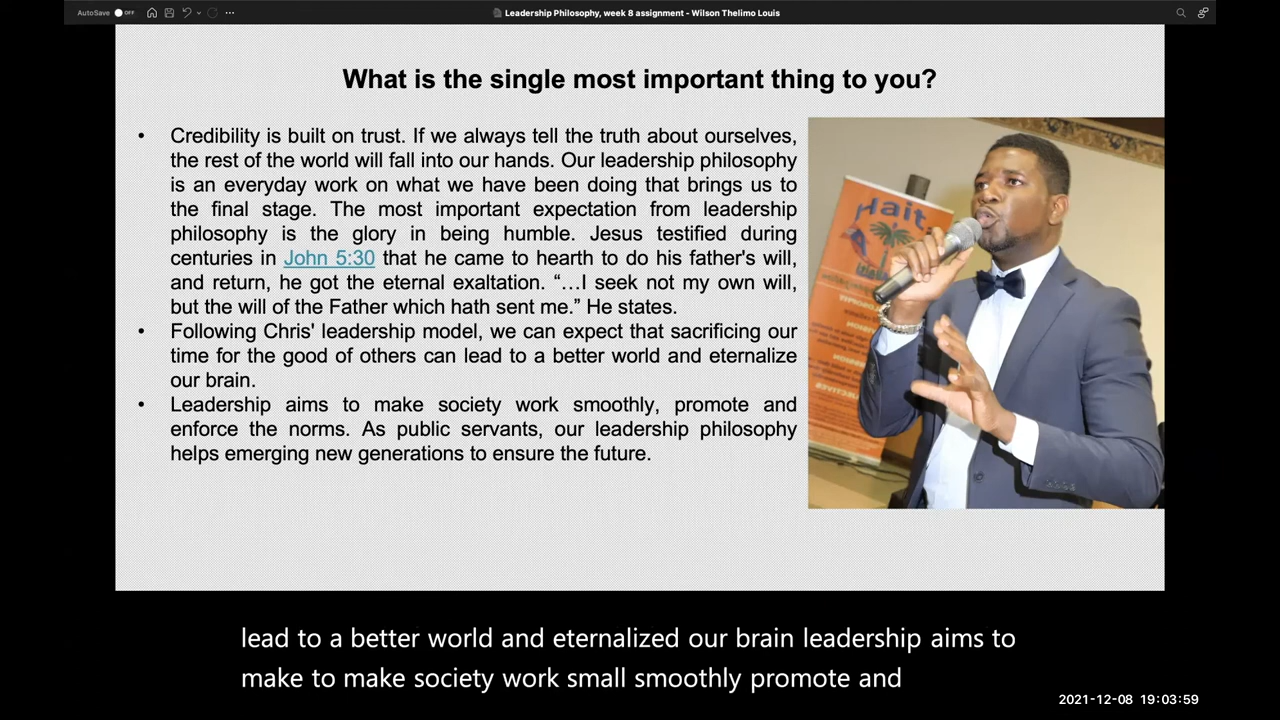 AutoSave OFF
Leadership Philosophy, week 8 assignment - Wilson Thelimo Louis
What is the single most important thing to you?
• Credibility is built on trust. If we always tell the truth about ourselves,
the rest of the world will fall into our hands. Our leadership philosophy
is an everyday work on what we have been doing that brings us to
the final stage. The most important expectation from leadership
philosophy is the glory in being humble. Jesus testified during
centuries in John 5:30 that he came to hearth to do his father's will,
and return, he got the eternal exaltation. “…I seek not my own will,
but the will of the Father which hath sent me.” He states.
• Following Chris' leadership model, we can expect that sacrificing our
time for the good of others can lead to a better world and eternalize
our brain.
• Leadership aims to make society work smoothly, promote and
enforce the norms. As public servants, our leadership philosophy
helps emerging new generations to ensure the future.
Hait
lead to a better world and eternalized our brain leadership aims to
make to make society work small smoothly promote and
2021-12-08 19:03:59